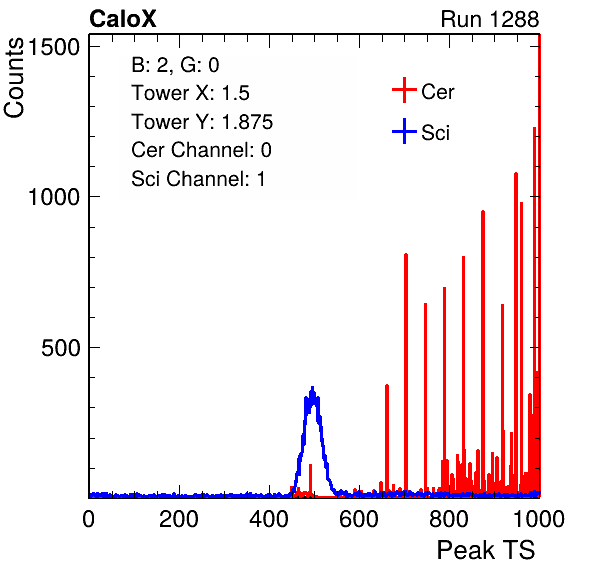 CaloX Run 1288
Counts
1500
1000
500
B: 2, G: 0
Tower X: 1.5
Tower Y: 1.875
Cer Channel: 0
Sci Channel: 1
Cer
Sci
0 200 400 600 800 1000
Peak TS